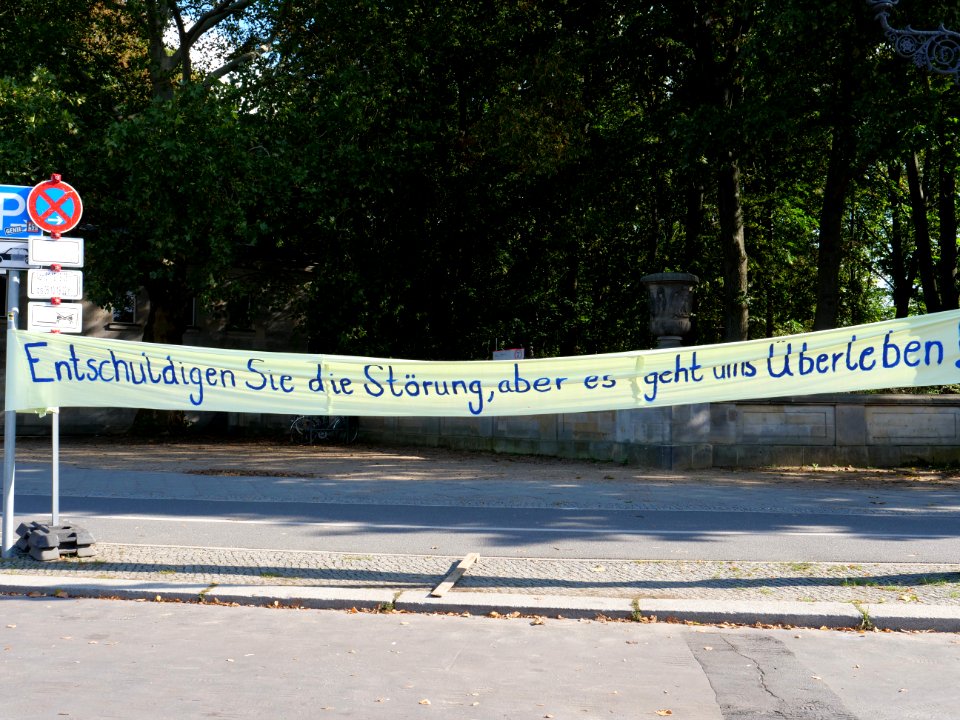 P
Entschuldigen Sie die Störung, aber es geht ums Überleben!